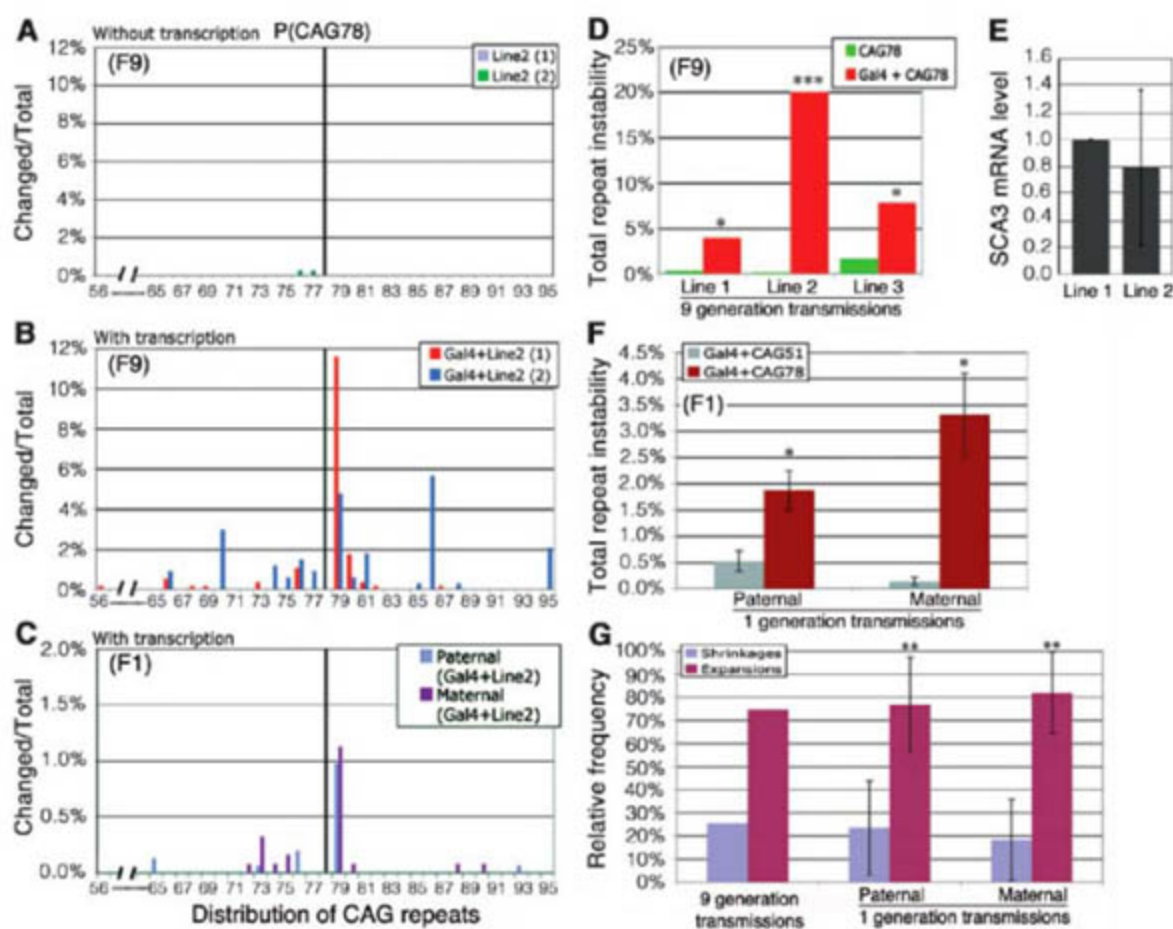 A
Without transcription P(CAG78)
(F9)
Line2 (1)
Line2 (2)
12%
10%
8%
6%
4%
2%
0%
Changed/Total
56 65 67 69 71 73 75 77 79 81 83 85 87 89 91 93 95
B
With transcription
(F9)
Gal4+Line2 (1)
Gal4+Line2 (2)
12%
10%
8%
6%
4%
2%
0%
Changed/Total
56 65 67 69 71 73 75 77 79 81 83 85 87 89 91 93 95
C
With transcription
(F1)
Paternal
(Gal4+Line2)
Maternal
(Gal4+Line2)
2.0%
1.5%
1.0%
0.5%
0.0%
Changed/Total
56 65 67 69 71 73 75 77 79 81 83 85 87 89 91 93 95
Distribution of CAG repeats
D
(F9)
CAG78
Gal4 + CAG78
25%
20%
15%
10%
5%
0%
Total repeat instability
*
***
*
Line 1 Line 2 Line 3
9 generation transmissions
E
1.6
1.4
1.2
1.0
0.8
0.6
0.4
0.2
0.0
SCA3 mRNA level
Line 1 Line 2
F
Gal4+CAG51
Gal4+CAG78
(F1)
4.5%
4.0%
3.5%
3.0%
2.5%
2.0%
1.5%
1.0%
0.5%
0.0%
Total repeat instability
*
*
Paternal Maternal
1 generation transmissions
G
Shrinkages
Expansions
100%
90%
80%
70%
60%
50%
40%
30%
20%
10%
0%
Relative frequency
**
**
9 generation
transmissions
Paternal Maternal
1 generation transmissions